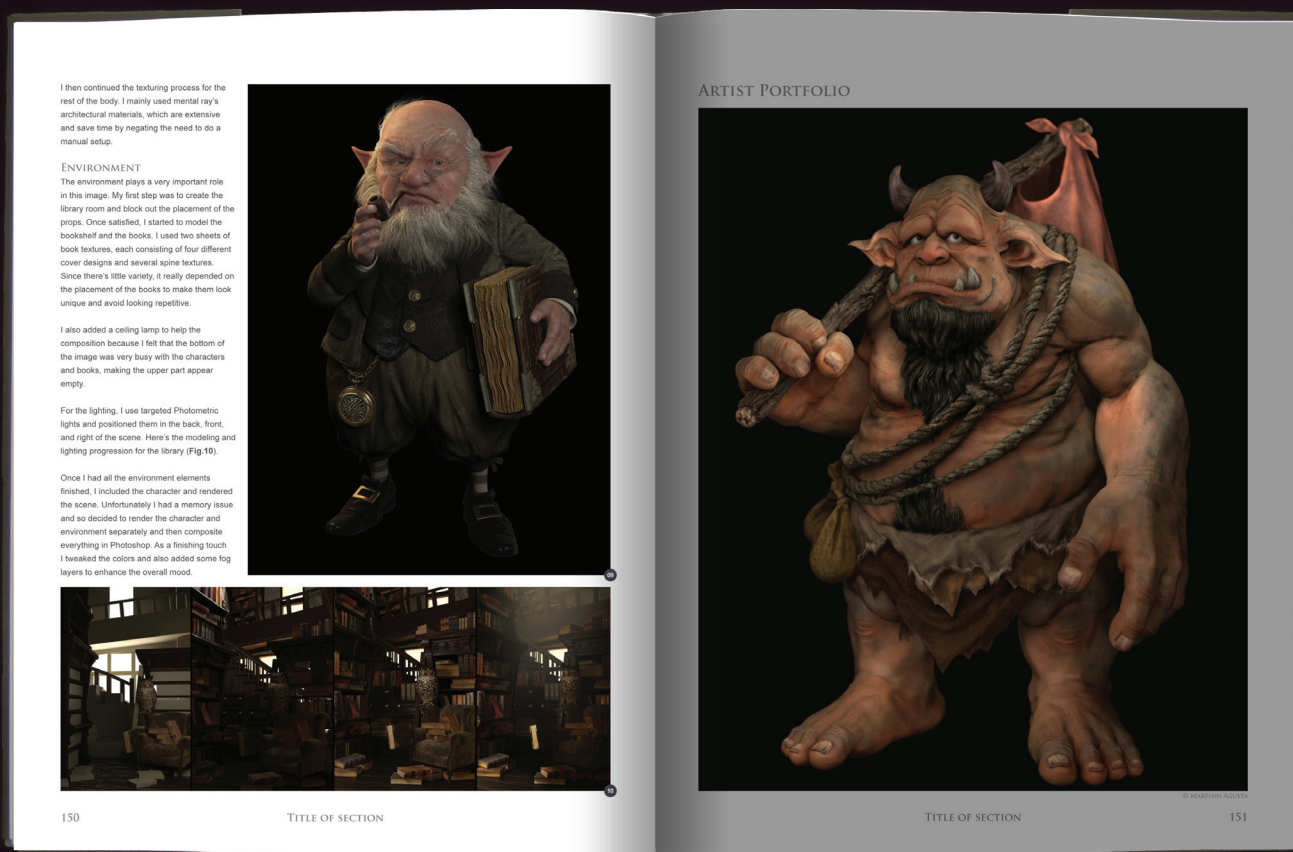 I then continued the texturing process for the
rest of the body. I mainly used mental ray's
architectural materials, which are extensive
and save time by negating the need to do a
manual setup.
Environment
The environment plays a very important role
in this image. My first step was to create the
library room and block out the placement of the
props. Once satisfied, I started to model the
bookshelf and the books. I used two sheets of
book textures, each consisting of four different
cover designs and several spine textures.
Since there's little variety, it really depended on
the placement of the books to make them look
unique and avoid looking repetitive.
I also added a ceiling lamp to help the
composition because I felt that the bottom of
the image was very busy with the characters
and books, making the upper part appear
empty.
For the lighting, I use targeted Photometric
lights and positioned them in the back, front,
and right of the scene. Here's the modeling and
lighting progression for the library (Fig.10).
Once I had all the environment elements
finished, I included the character and rendered
the scene. Unfortunately I had a memory issue
and so decided to render the character and
environment separately and then composite
everything in Photoshop. As a finishing touch
I tweaked the colors and also added some fog
layers to enhance the overall mood.
09
10
150
Title of section
Artist Portfolio
© Marthin Agusta
Title of section
151